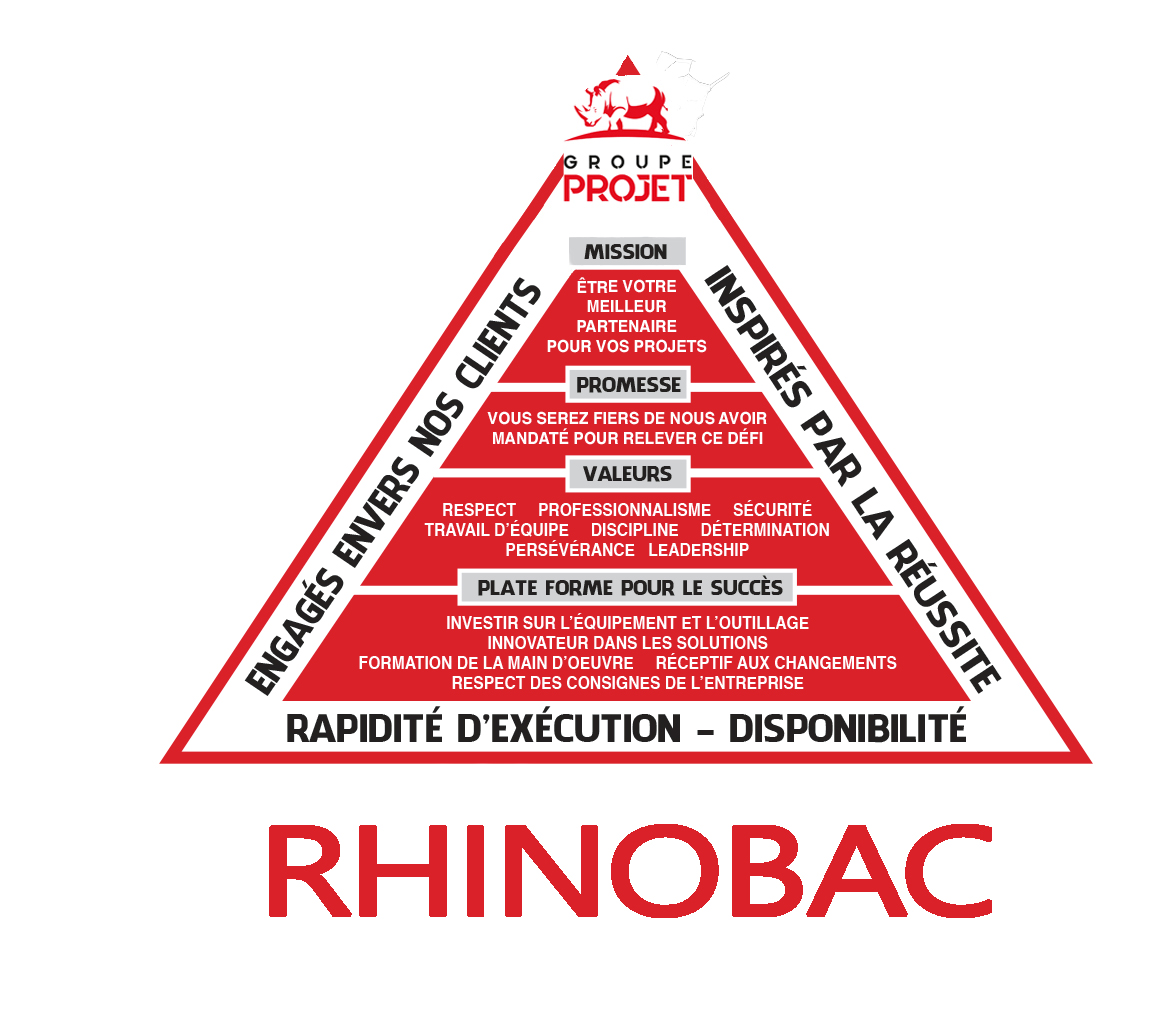 GROUPE
PROJET
MISSION
ÊTRE VOTRE
MEILLEUR
PARTENAIRE
POUR VOS PROJETS
PROMESSE
VOUS SEREZ FIERS DE NOUS AVOIR
MANDATÉ POUR RELEVER CE DÉFI
VALEURS
RESPECT PROFESSIONNALISME SÉCURITÉ
TRAVAIL D'ÉQUIPE DISCIPLINE DÉTERMINATION
PERSÉVÉRANCE LEADERSHIP
PLATE FORME POUR LE SUCCÈS
INVESTIR SUR L'ÉQUIPEMENT ET L'OUTILLAGE
INNOVATEUR DANS LES SOLUTIONS
FORMATION DE LA MAIN D'OEUVRE RÉCEPTIF AUX CHANGEMENTS
RESPECT DES CONSIGNES DE L'ENTREPRISE
ENGAGÉS ENVERS NOS CLIENTS
INSPIRÉS PAR LA RÉUSSITE
RAPIDITÉ D'EXÉCUTION – DISPONIBILITÉ
RHINOBAC